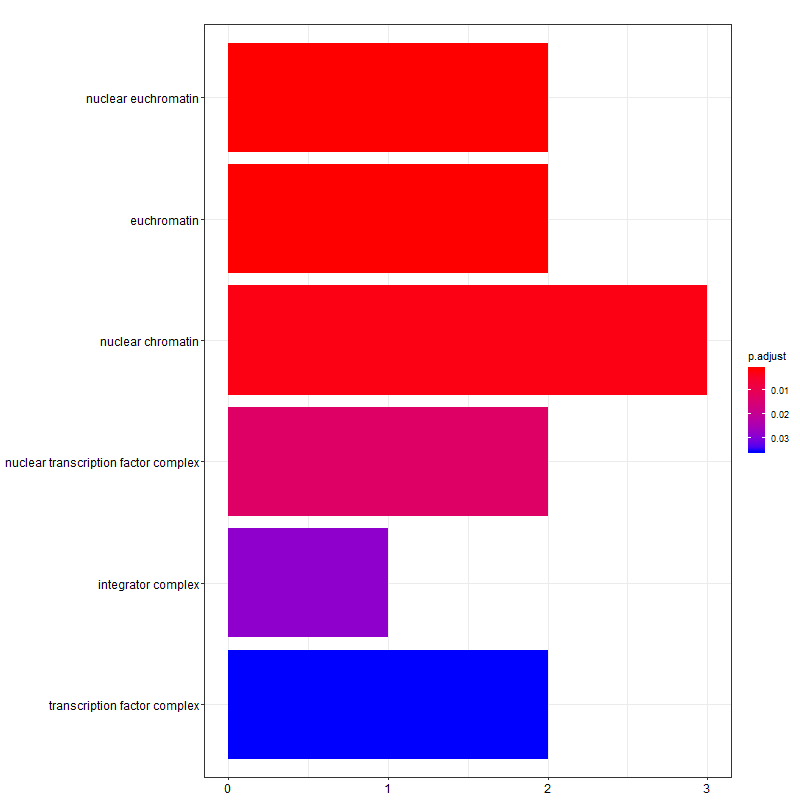 nuclear euchromatin
euchromatin
nuclear chromatin
nuclear transcription factor complex
integrator complex
transcription factor complex
0 1 2 3
p.adjust
0.01
0.02
0.03